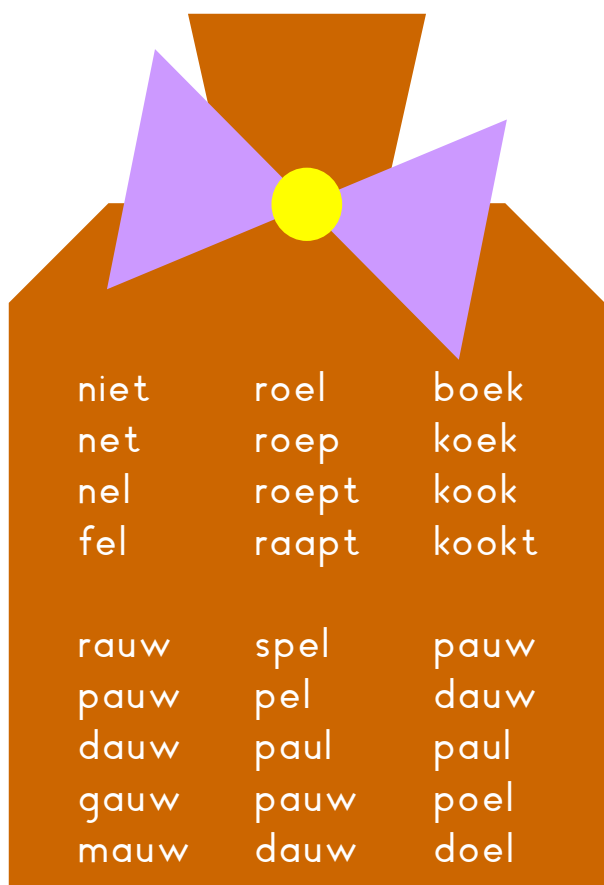 niet roel boek
net roep koek
nel roept kook
fel raapt kookt
rauw spel pauw
pauw pel dauw
dauw paul paul
gauw pauw poel
mauw dauw doel